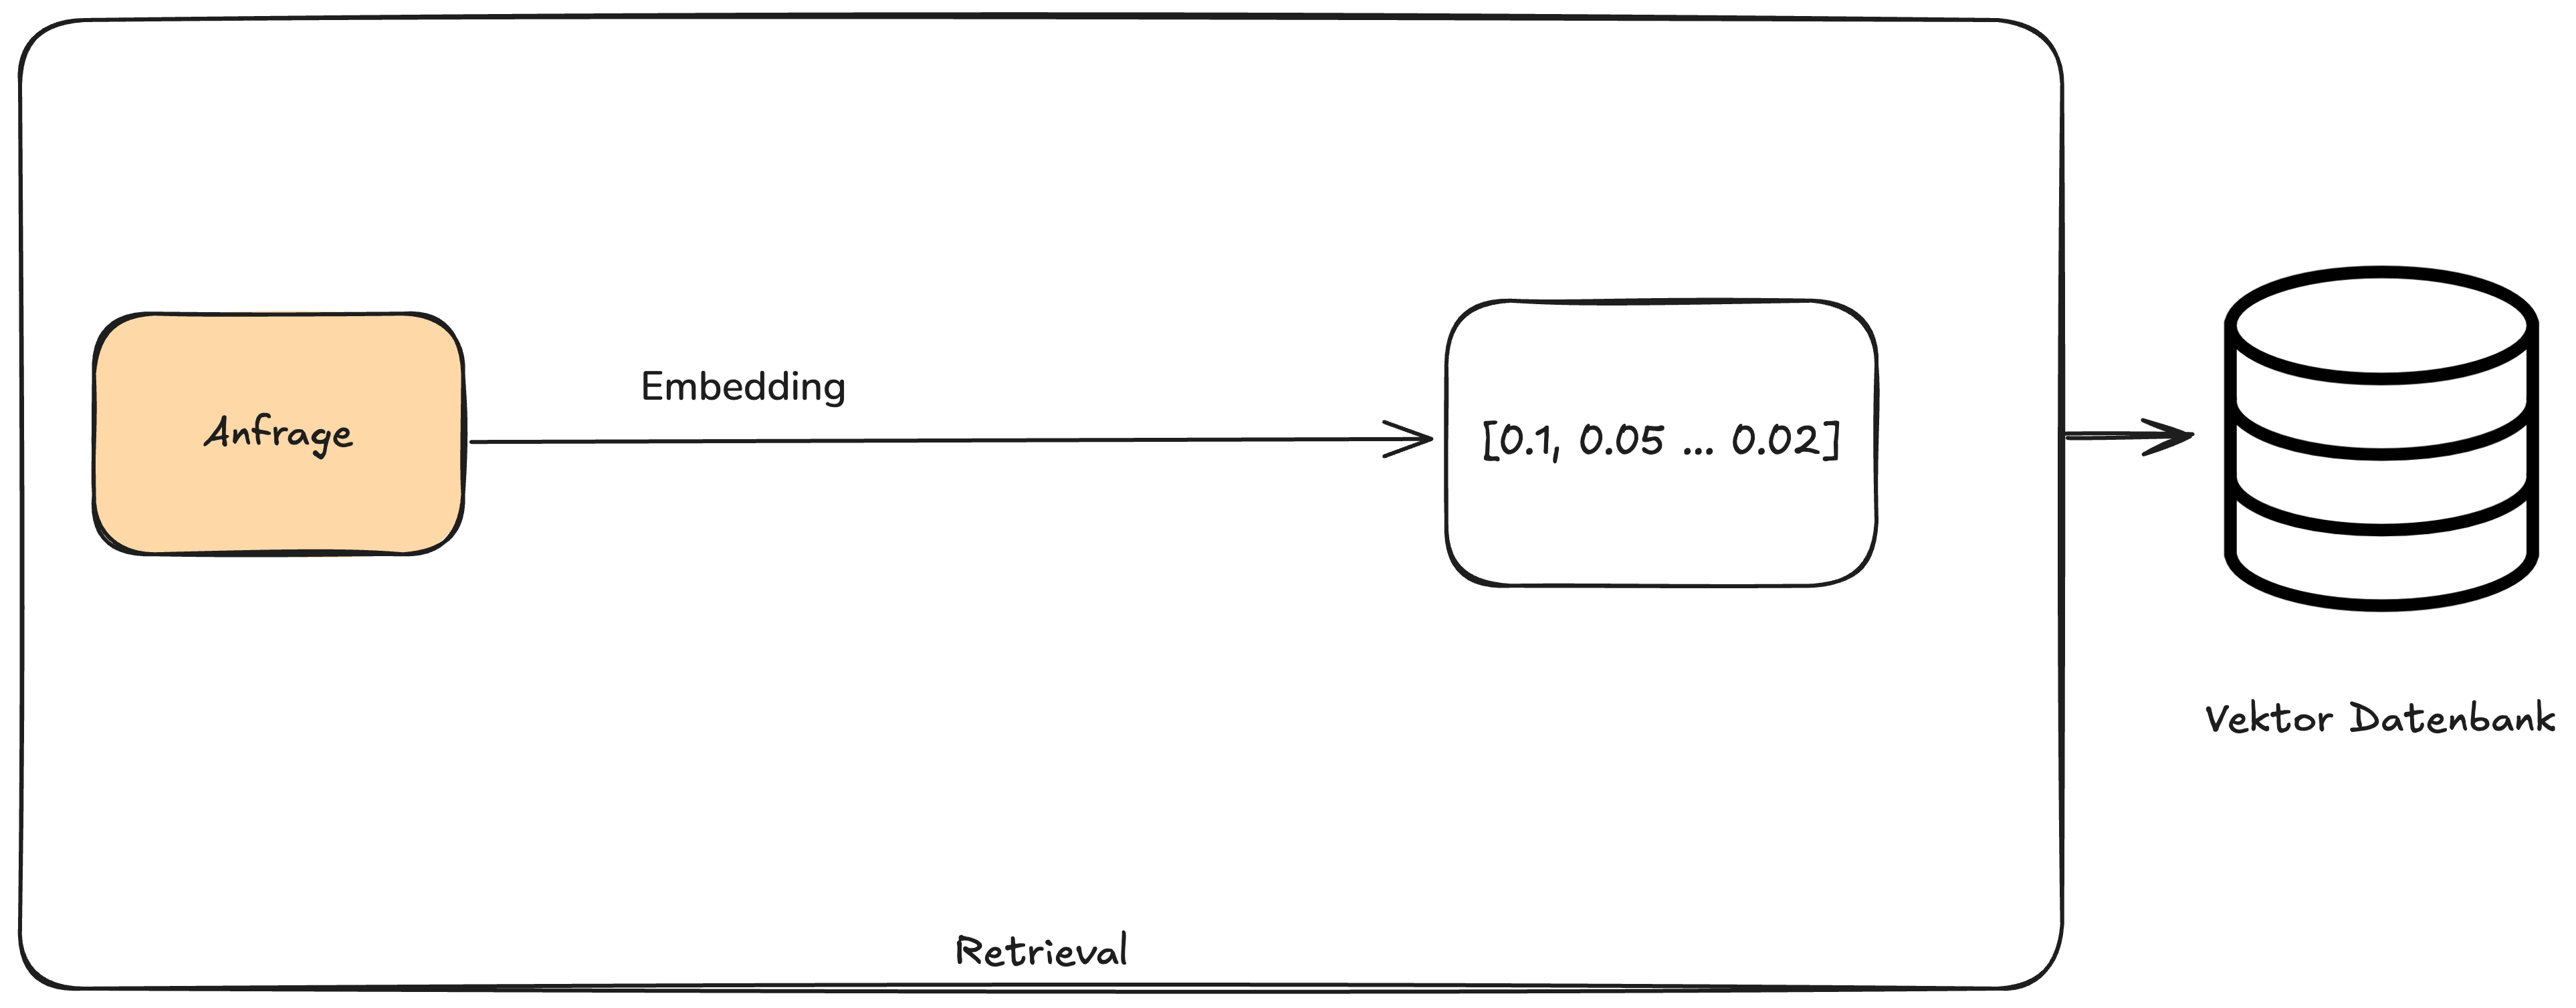 Embedding
Anfrage
[0.1, 0.05 ... 0.02]
Vektor Datenbank
Retrieval